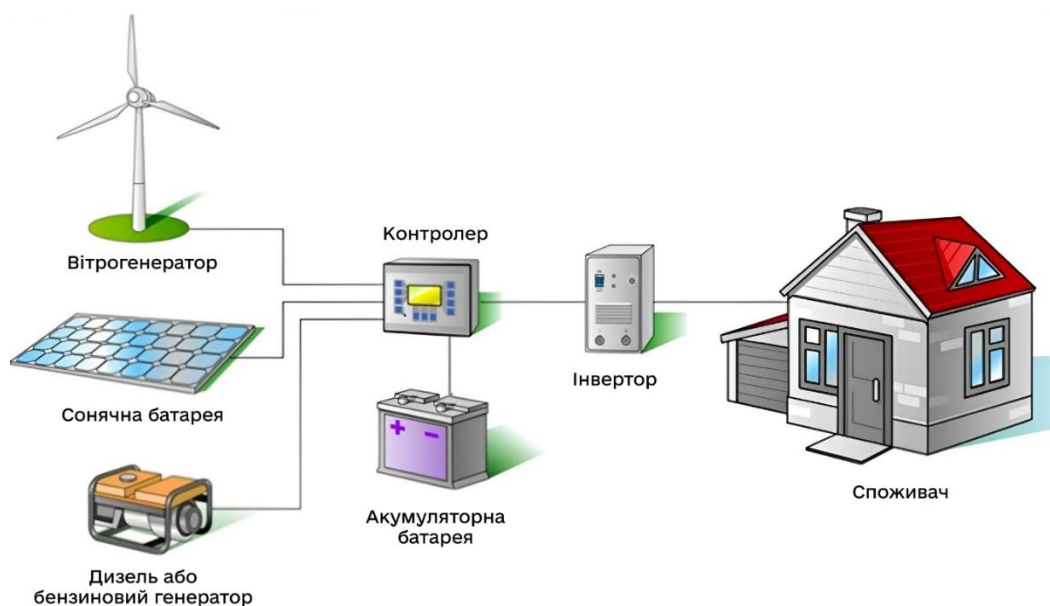 Вітрогенератор
Контролер
Інвертор
Сонячна батарея
+ -
Акумуляторна
батарея
Споживач
Дизель або
бензиновий генератор